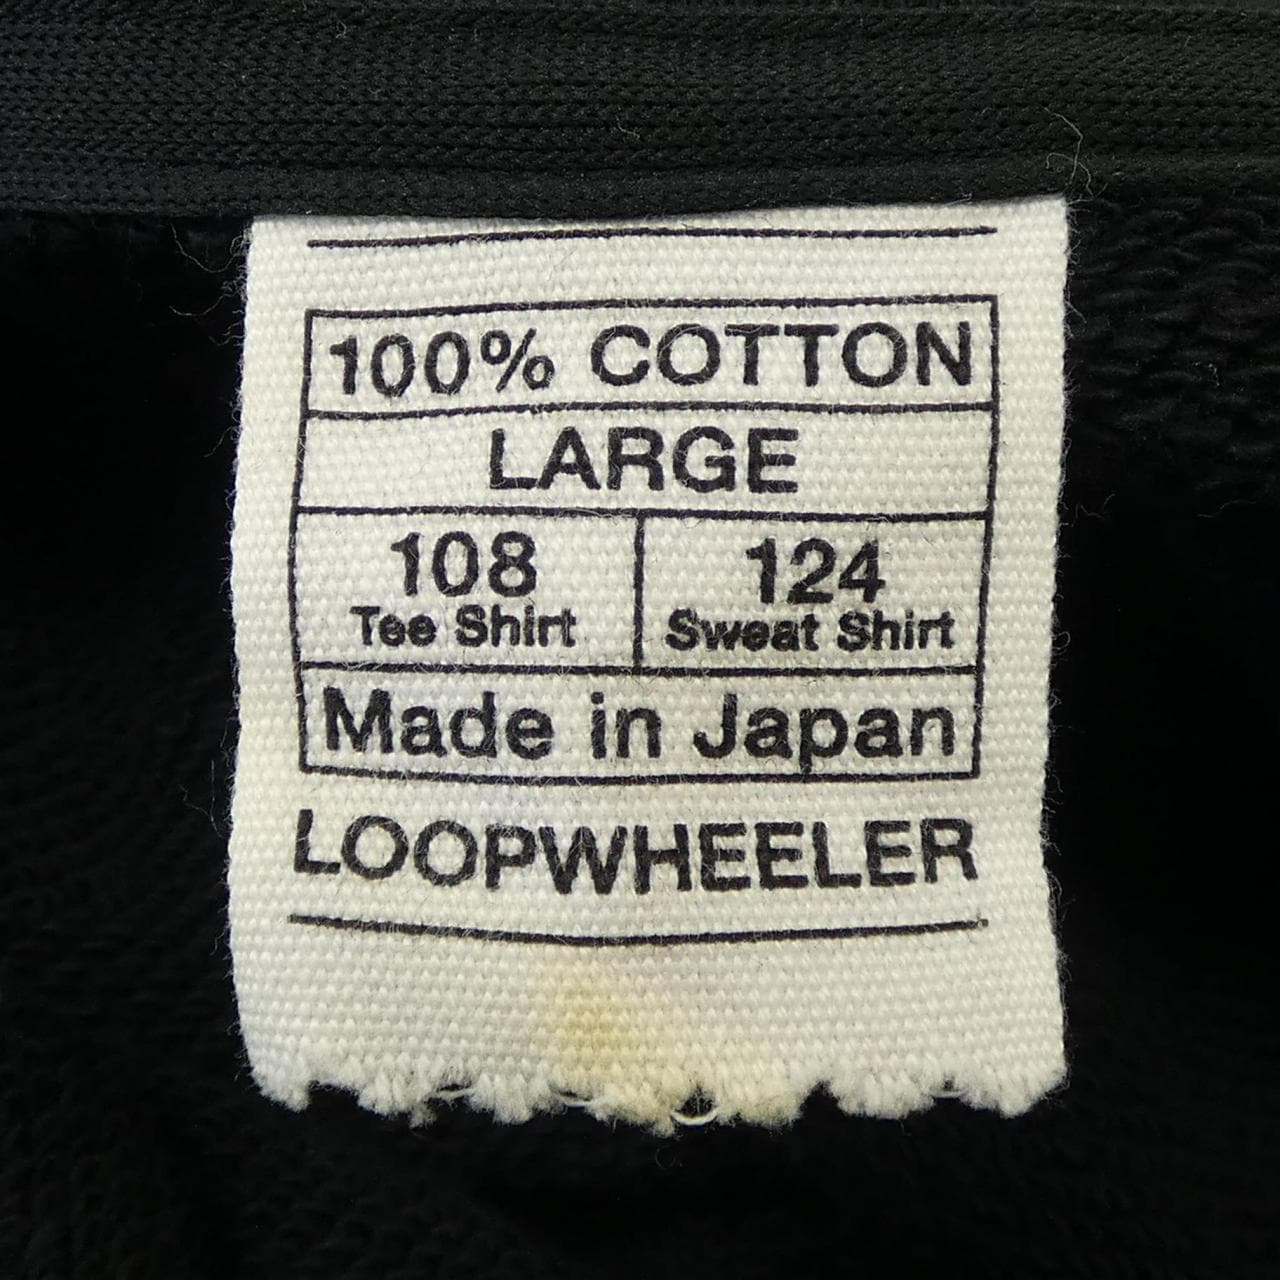 100% COTTON
LARGE
108 124
Tee Shirt Sweat Shirt
Made in Japan
LOOPWHEELER